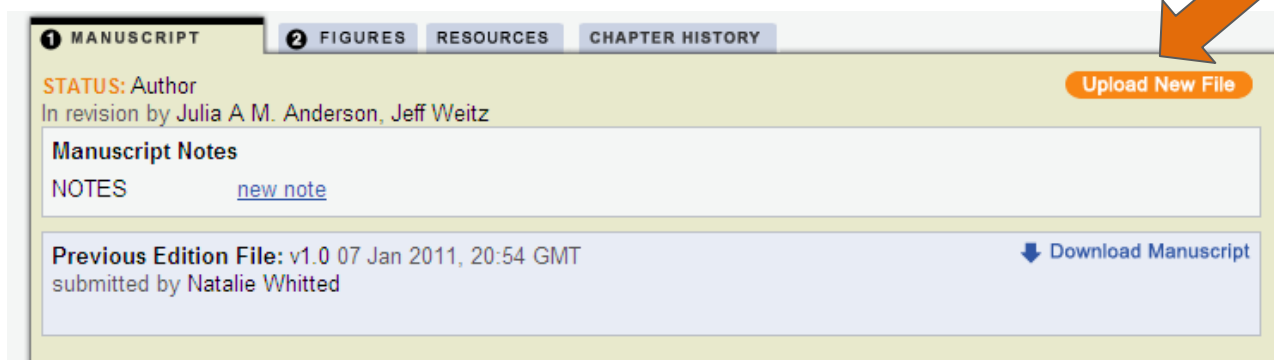 1 MANUSCRIPT 2 FIGURES RESOURCES CHAPTER HISTORY
STATUS: Author
Upload New File
In revision by Julia A M. Anderson, Jeff Weitz
Manuscript Notes
NOTES new note
Previous Edition File: v1.0 07 Jan 2011, 20:54 GMT
Download Manuscript
submitted by Natalie Whitted